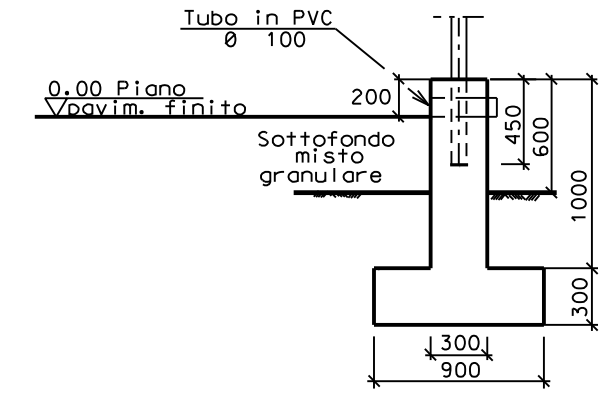 Tubo in PVC
Ø 100
0.00 Piano
pavim. finito
200
450
600
Sottofondo
misto
granulare
1000
300
300
900